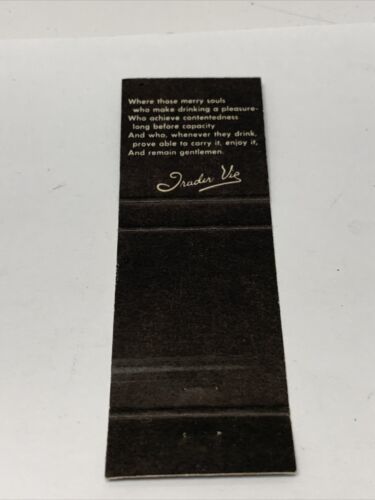 Where those merry souls
who make drinking a pleasure-
Who achieve contentedness
long before capacity
And who, whenever they drink,
prove able to carry it, enjoy it,
And remain gentlemen.
Trader Vic